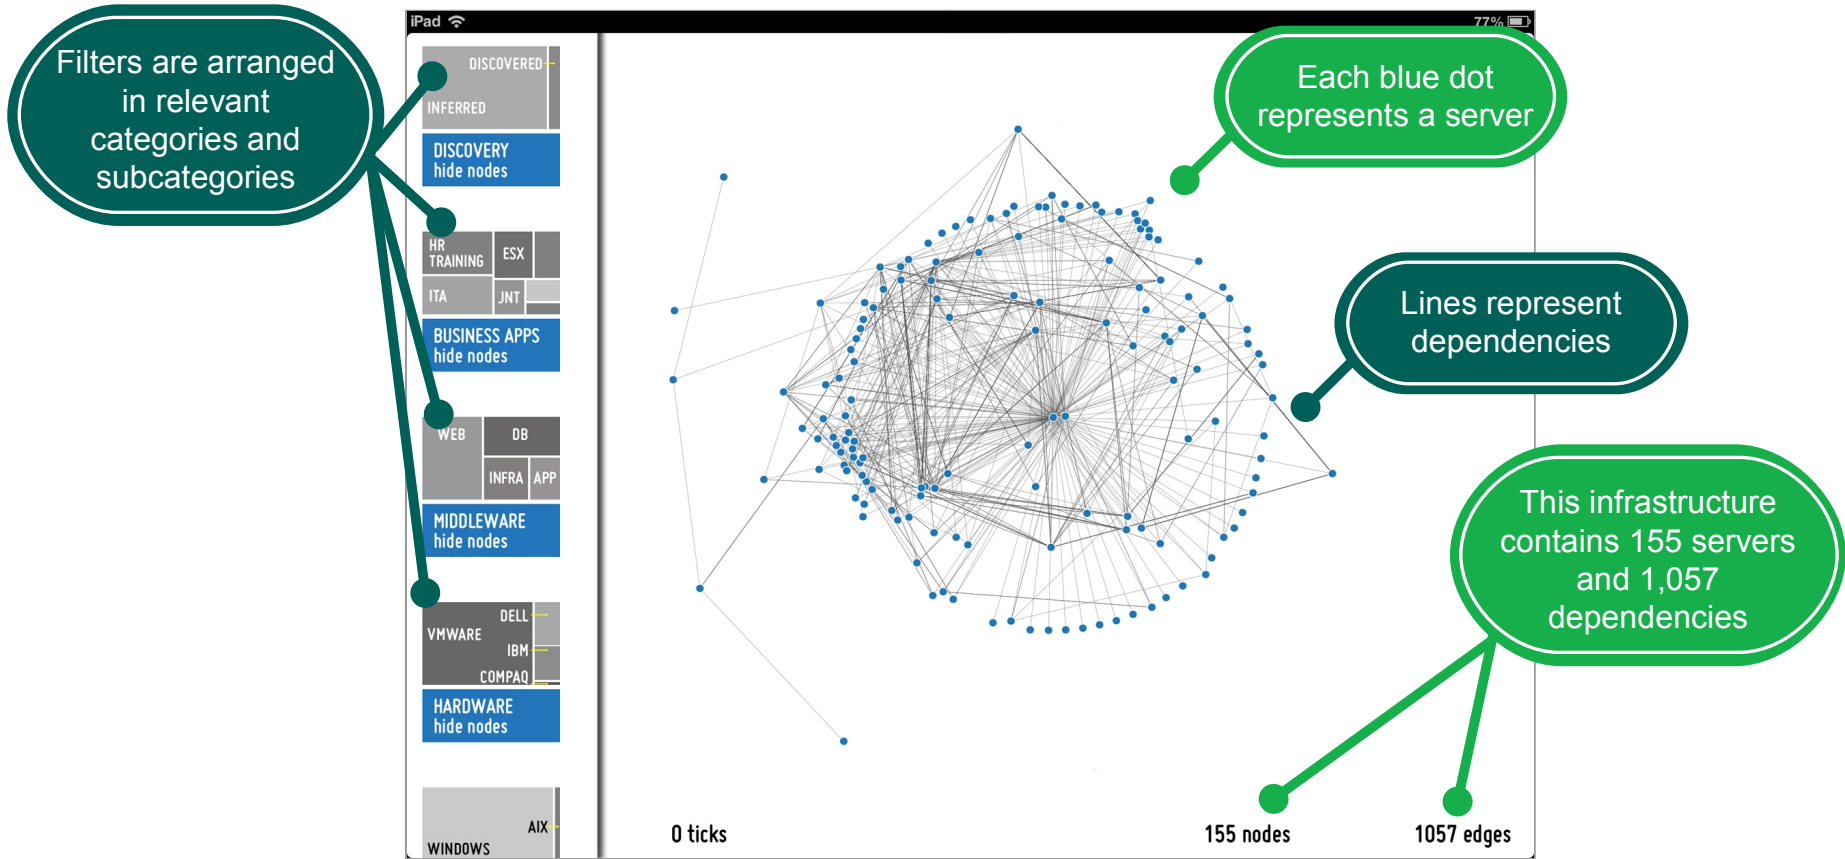 iPad
77%
Filters are arranged
in relevant
categories and
subcategories
DISCOVERED
INFERRED
DISCOVERY
hide nodes
HR
TRAINING
ESX
ITA
JNT
BUSINESS APPS
hide nodes
WEB
DB
INFRA
APP
MIDDLEWARE
hide nodes
DELL
VMWARE
IBM
COMPAQ
HARDWARE
hide nodes
AIX
WINDOWS
Each blue dot
represents a server
Lines represent
dependencies
This infrastructure
contains 155 servers
and 1,057
dependencies
0 ticks
155 nodes
1057 edges